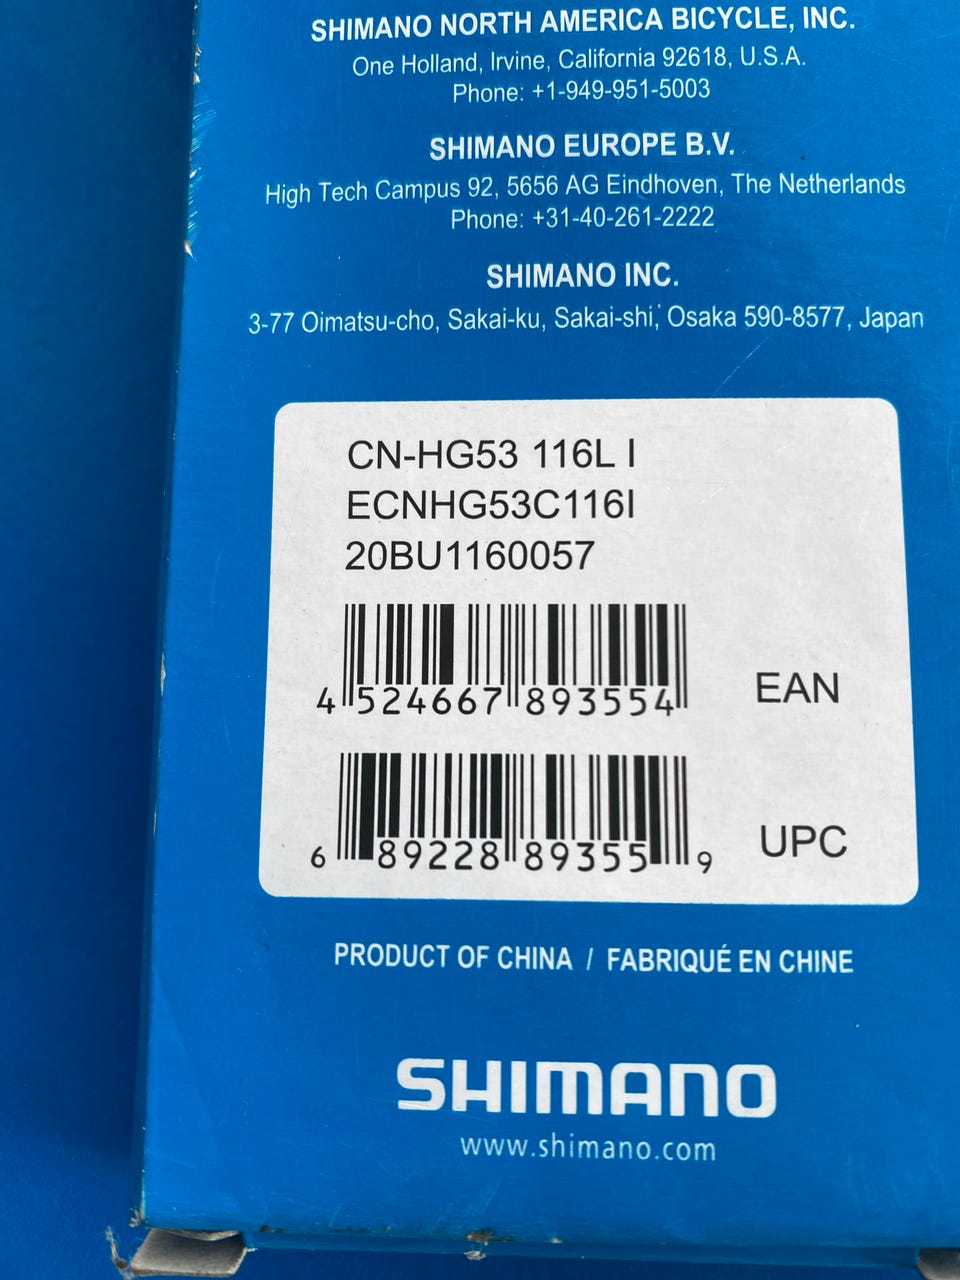 SHIMANO NORTH AMERICA BICYCLE, INC.
One Holland, Irvine, California 92618, U.S.A.
Phone: +1-949-951-5003
SHIMANO EUROPE B.V.
High Tech Campus 92, 5656 AG Eindhoven, The Netherlands
Phone: +31-40-261-2222
SHIMANO INC.
3-77 Oimatsu-cho, Sakai-ku, Sakai-shi, Osaka 590-8577, Japan
CN-HG53 116L I
ECNHG53C116I
20BU1160057
4 524667 893554 EAN
6 89228 89355 9 UPC
PRODUCT OF CHINA / FABRIQUÉ EN CHINE
SHIMANO
www.shimano.com